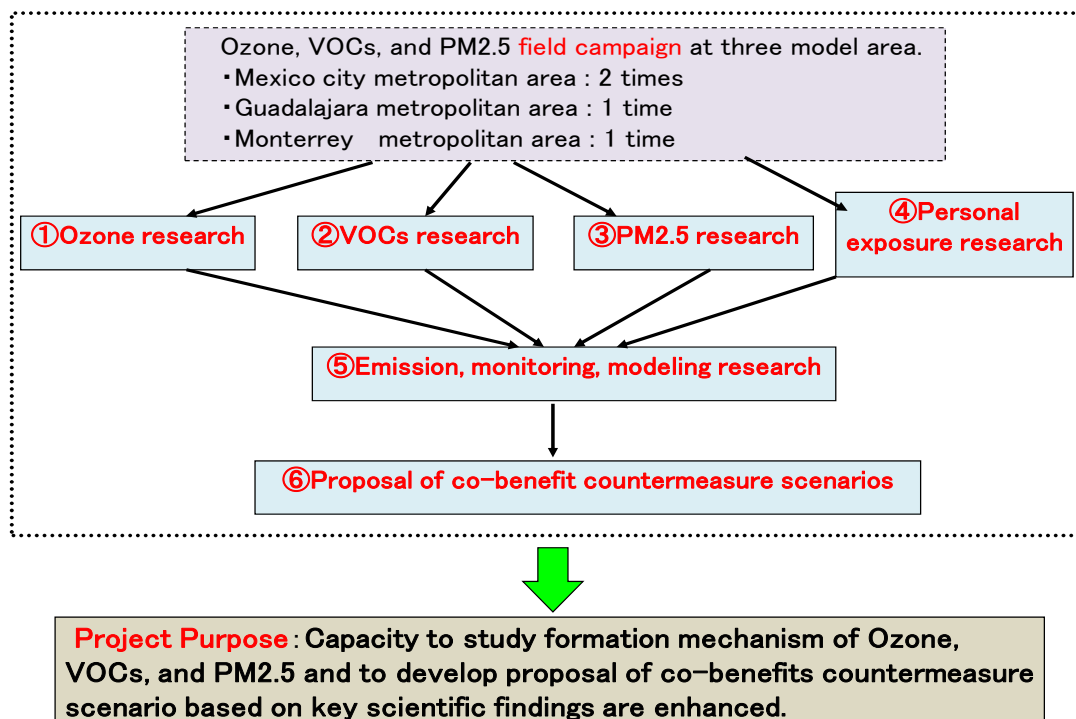 Ozone, VOCs, and PM2.5 field campaign at three model area.
・Mexico city metropolitan area : 2 times
・Guadalajara metropolitan area : 1 time
・Monterrey metropolitan area : 1 time
①Ozone research
②VOCs research
③PM2.5 research
④Personal
exposure research
⑤Emission, monitoring, modeling research
⑥Proposal of co-benefit countermeasure scenarios
Project Purpose：Capacity to study formation mechanism of Ozone,
VOCs, and PM2.5 and to develop proposal of co-benefits countermeasure
scenario based on key scientific findings are enhanced.